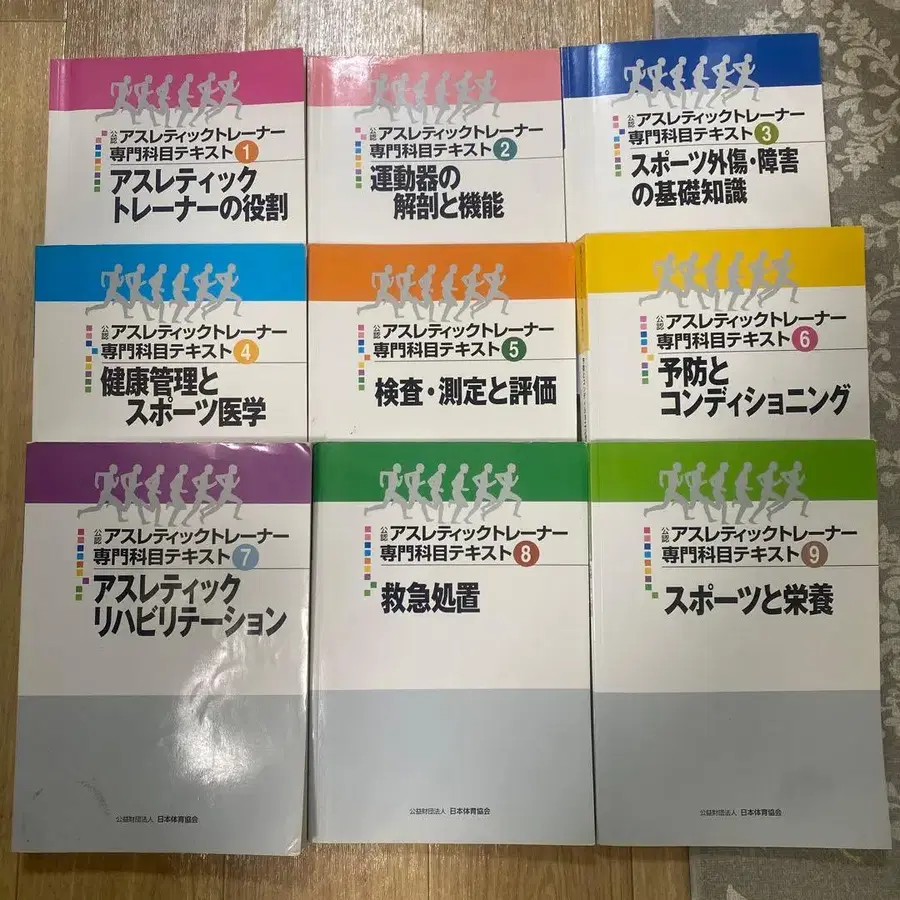 公認 アスレティックトレーナー
専門科目テキスト 1
アスレティック
トレーナーの役割
公認 アスレティックトレーナー
専門科目テキスト 2
運動器の
解剖と機能
公認 アスレティックトレーナー
専門科目テキスト 3
スポーツ外傷・障害
の基礎知識
公認 アスレティックトレーナー
専門科目テキスト 4
健康管理と
スポーツ医学
公認 アスレティックトレーナー
専門科目テキスト 5
検査・測定と評価
公認 アスレティックトレーナー
専門科目テキスト 6
予防と
コンディショニング
公認 アスレティックトレーナー
専門科目テキスト 7
アスレティック
リハビリテーション
公益財団法人 日本体育協会
公認 アスレティックトレーナー
専門科目テキスト 8
救急処置
公益財団法人 日本体育協会
公認 アスレティックトレーナー
専門科目テキスト 9
スポーツと栄養
公益財団法人 日本体育協会